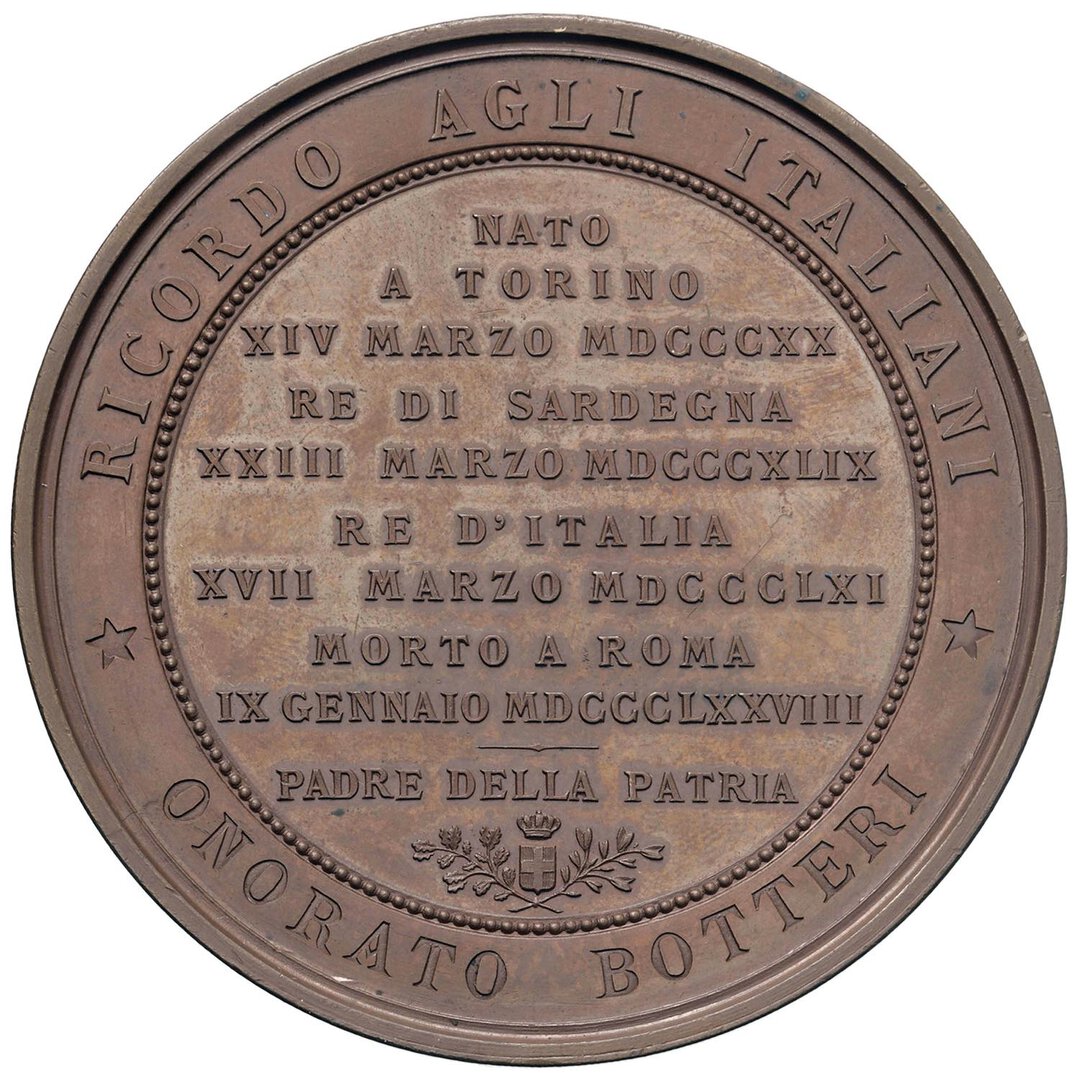 RICORDO AGLI ITALIANI
NATO
A TORINO
XIV MARZO MDCCCXX
RE DI SARDEGNA
XXIII MARZO MDCCCXLIX
RE D'ITALIA
XVII MARZO MDCCCLXI
MORTO A ROMA
IX GENNAIO MDCCCLXXVIII
PADRE DELLA PATRIA
ONORATO BOTTERI